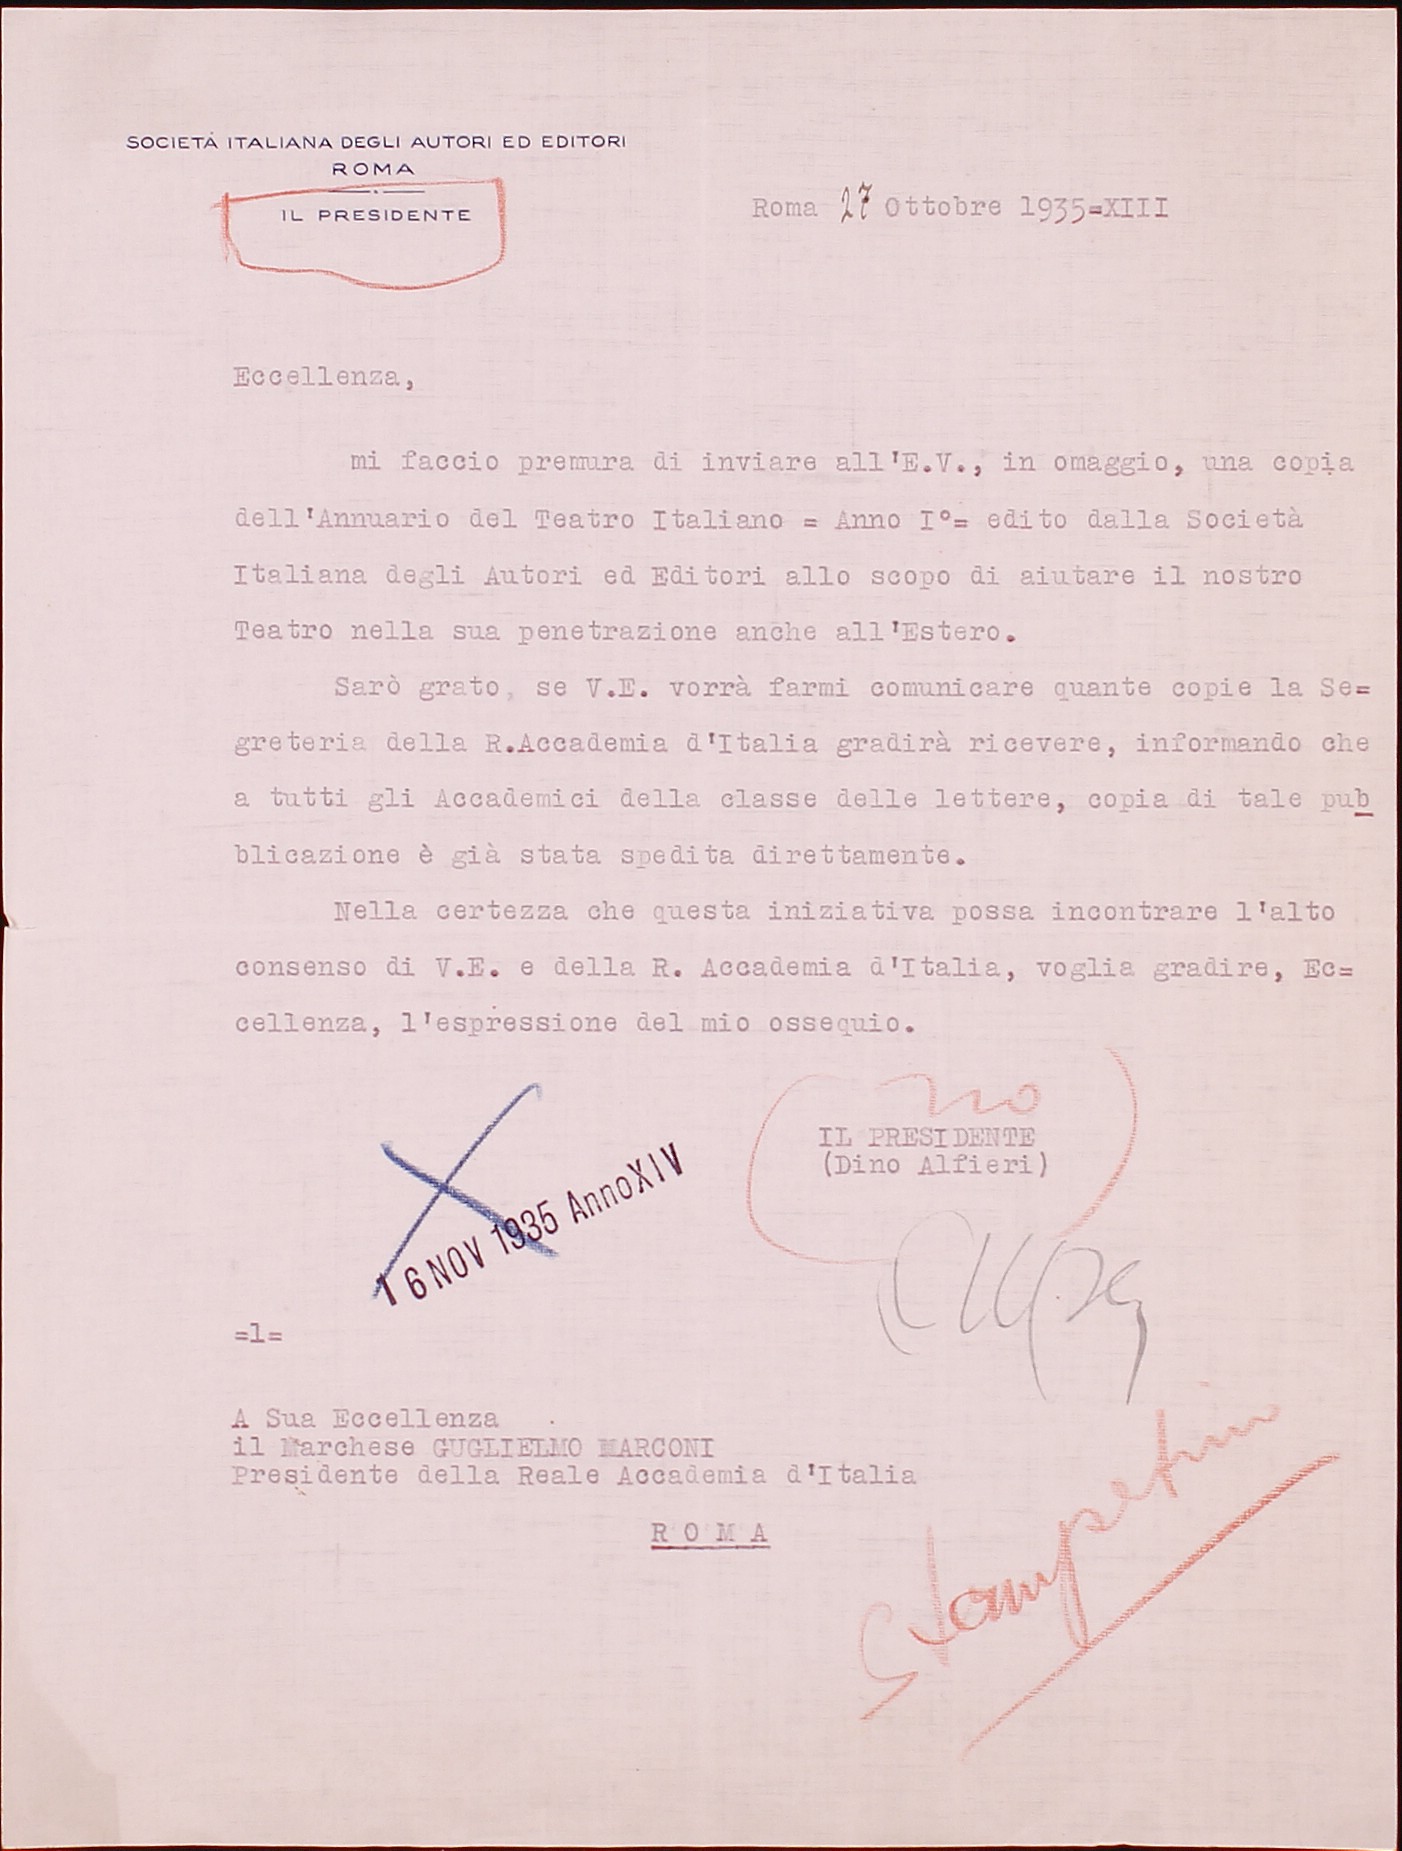 SOCIETÀ ITALIANA DEGLI AUTORI ED EDITORI
ROMA
IL PRESIDENTE
Roma 27 Ottobre 1935=XIII
Eccellenza,
mi faccio premura di inviare all'E.V., in omaggio, una copia
dell'Annuario del Teatro Italiano = Anno I°= edito dalla Società
Italiana degli Autori ed Editori allo scopo di aiutare il nostro
Teatro nella sua penetrazione anche all'Estero.
Sarò grato, se V.E. vorrà farmi comunicare quante copie la Se=
greteria della R.Accademia d'Italia gradirà ricevere, informando che
a tutti gli Accademici della classe delle lettere, copia di tale pub
blicazione è già stata spedita direttamente.
Nella certezza che questa iniziativa possa incontrare l'alto
consenso di V.E. e della R. Accademia d'Italia, voglia gradire, Ec=
cellenza, l'espressione del mio ossequio.
no
IL PRESIDENTE
(Dino Alfieri)
16 NOV 1935 Anno XIV
=l=
A Sua Eccellenza
il Marchese GUGLIELMO MARCONI
Presidente della Reale Accademia d'Italia
R O M A